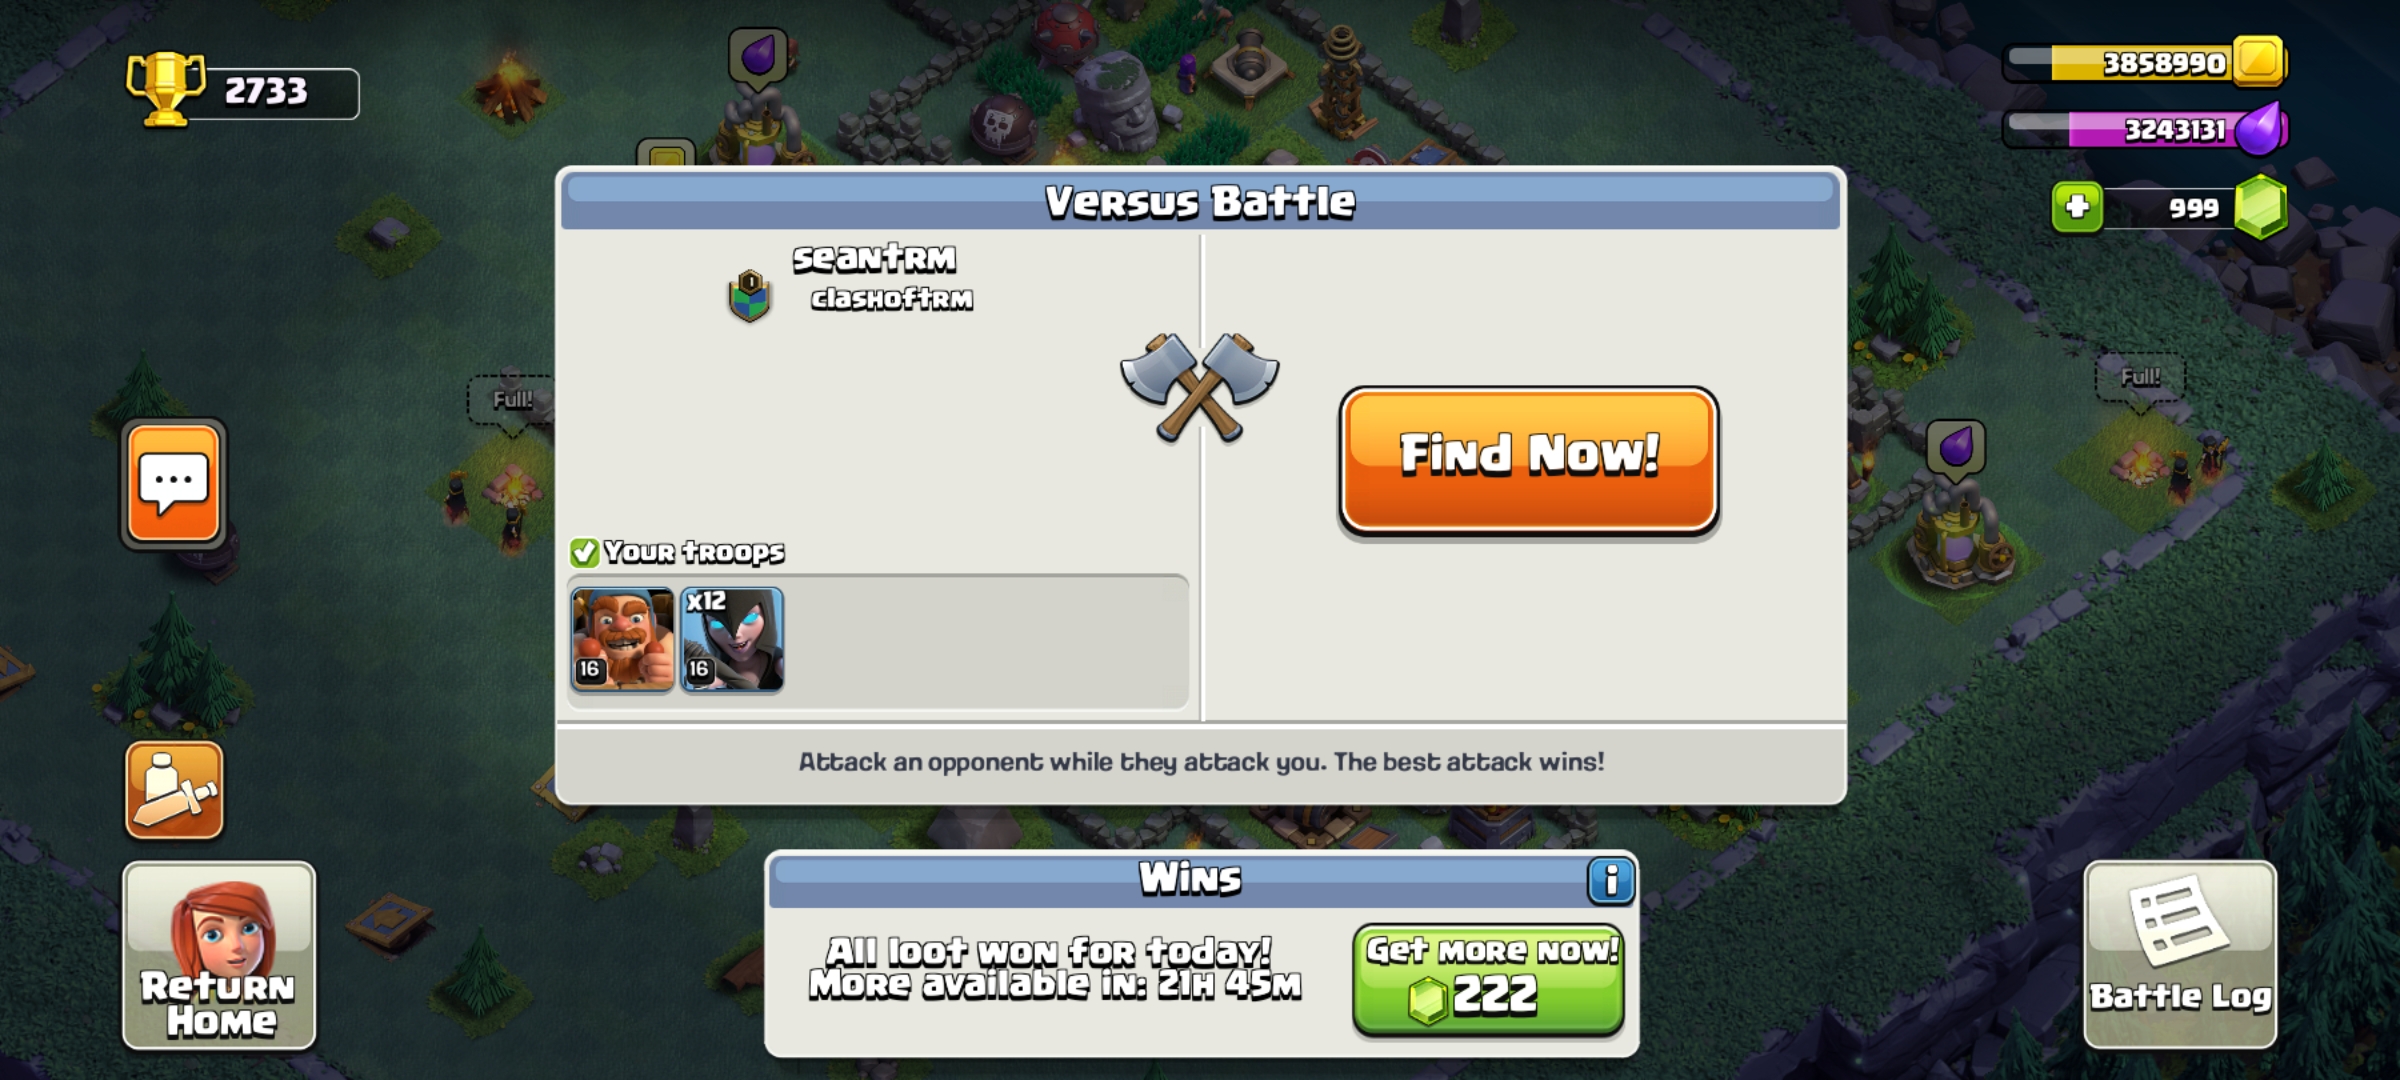 2733
3858990
3243131
999
Versus Battle
seantrm
1
clashoftrm
Full!
Full!
Find Now!
Your troops
16
x12
16
Attack an opponent while they attack you. The best attack wins!
Wins
i
All loot won for today!
More available in: 21H 45M
Get more now!
222
Return
Home
Battle Log